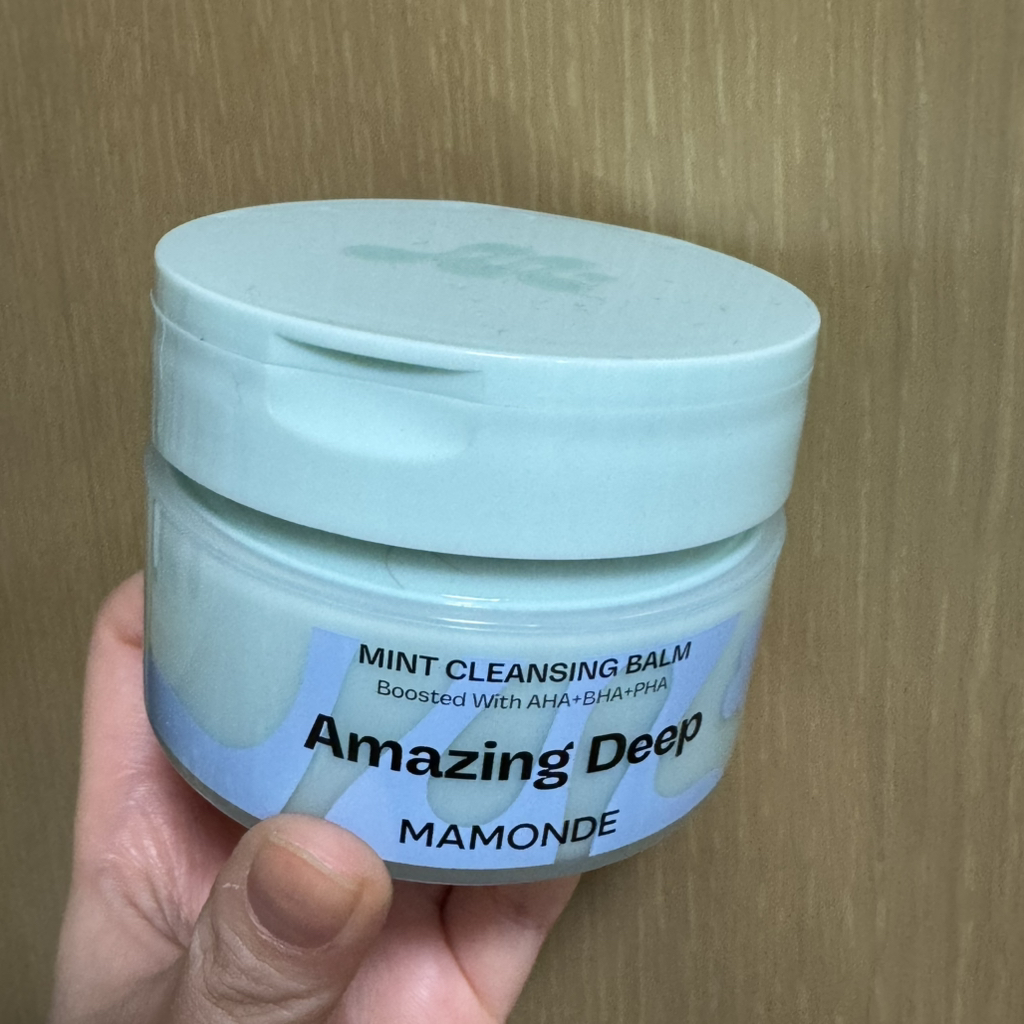 MINT CLEANSING BALM
Boosted With AHA+BHA+PHA
Amazing Deep
MAMONDE